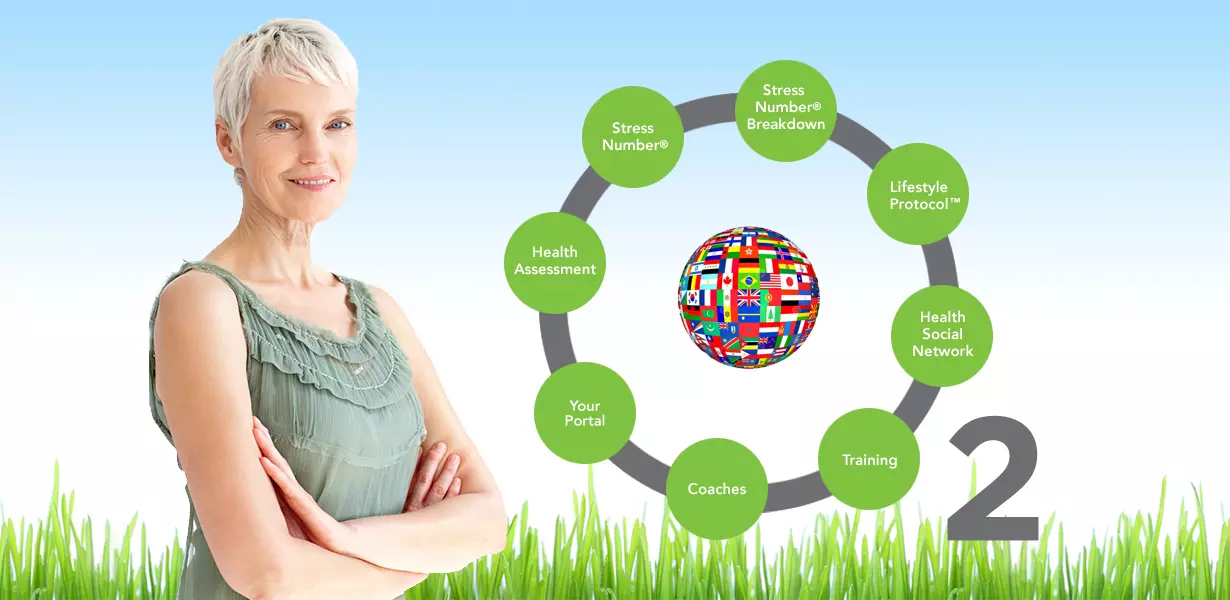 Stress
Number®
Breakdown
Stress
Number®
Lifestyle
Protocol™
Health
Assessment
Health
Social
Network
Your
Portal
Training
Coaches
2